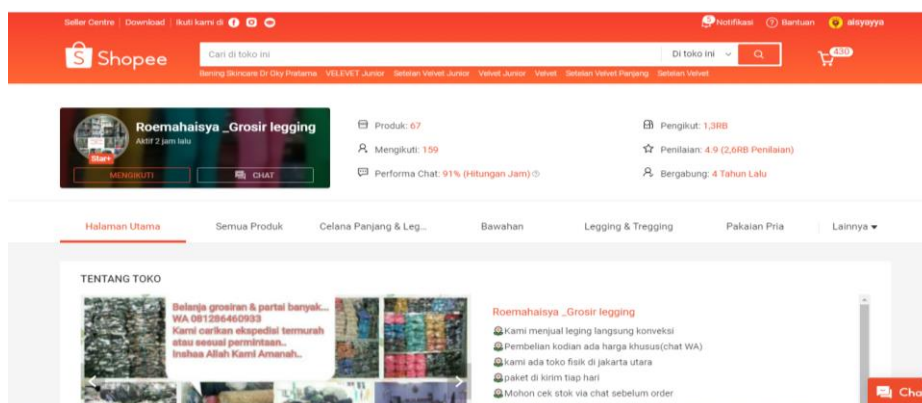 Seller Centre | Download | Ikuti kami di
Notifikasi
Bantuan
aisyayya
Shopee
Cari di toko ini
Di toko ini
430
Bening Skincare Dr Oky Pratama VELEVET Junior Setelan Velvet Junior Velvet Junior Velvet Setelan Velvet Panjang Setelan Velvet
Roemahaisya _Grosir legging
Aktif 2 jam lalu
Star+
MENGIKUTI
CHAT
Produk: 67
Pengikut: 1,3RB
Mengikuti: 159
Penilaian: 4.9 (2,6RB Penilaian)
Performa Chat: 91% (Hitungan Jam)
Bergabung: 4 Tahun Lalu
Halaman Utama
Semua Produk
Celana Panjang & Leg...
Bawahan
Legging & Tregging
Pakaian Pria
Lainnya
TENTANG TOKO
Belanja grosiran & partai banyak...
WA 081286460933
Kami carikan ekspedisi termurah
atau sesuai permintaan..
Inshaa Allah Kami Amanah..
Roemahaisya _Grosir legging
Kami menjual leging langsung konveksi
Pembelian kodian ada harga khusus(chat WA)
kami ada toko fisik di jakarta utara
paket di kirim tiap hari
Mohon cek stok via chat sebelum order